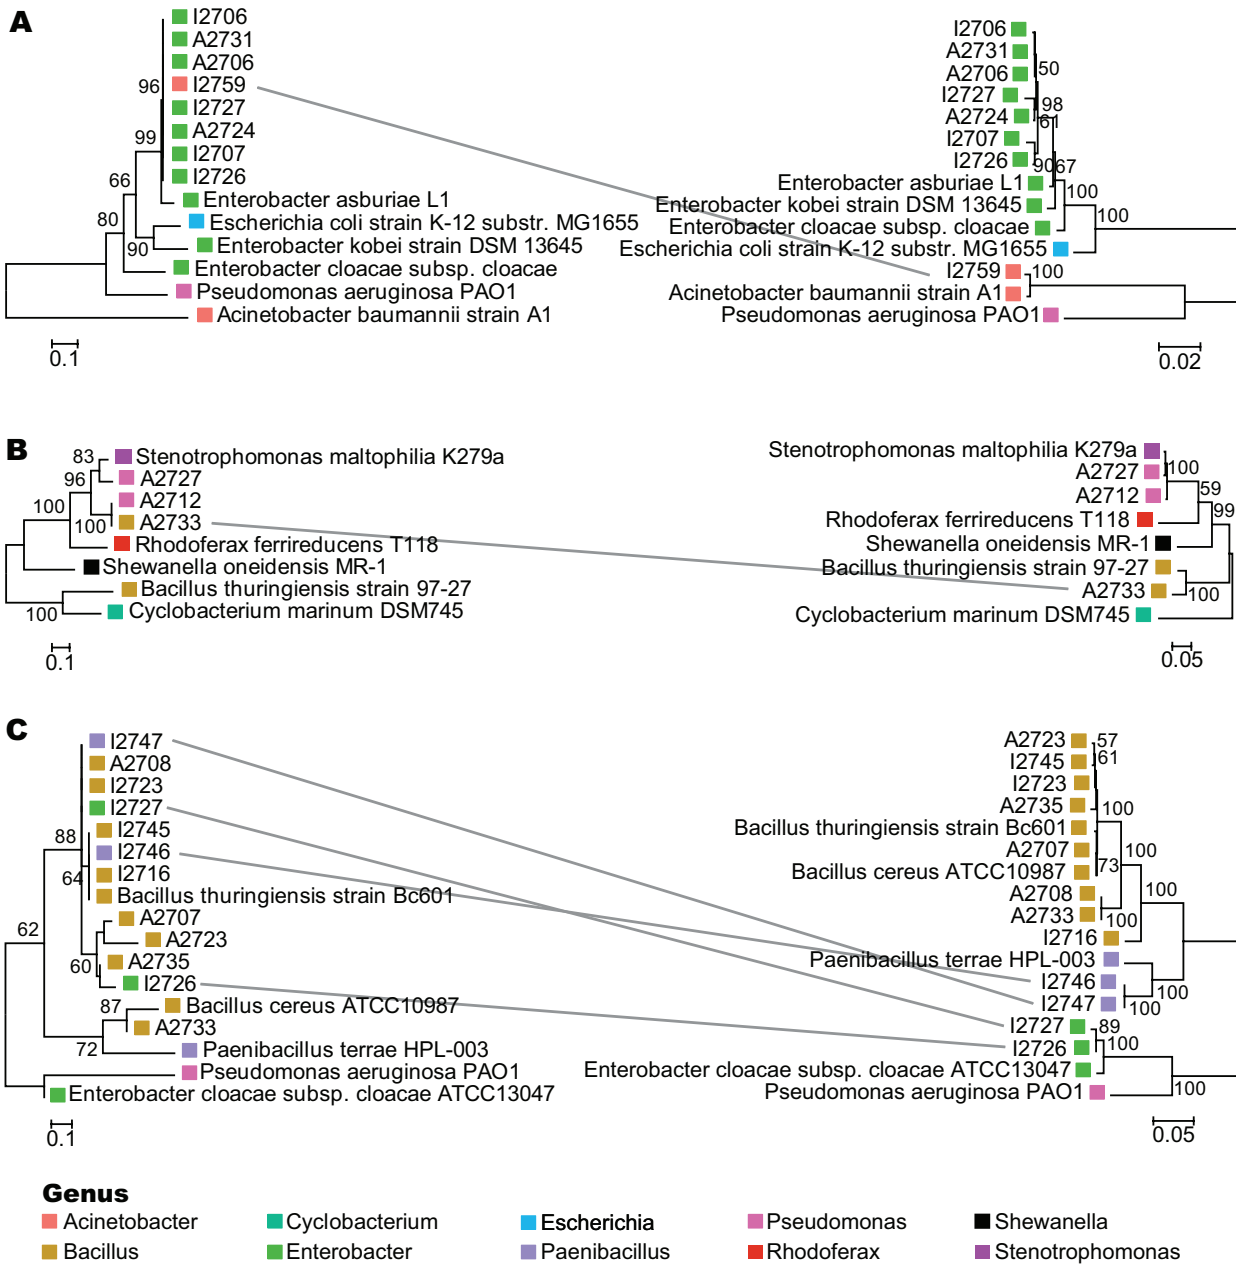 A
I2706
A2731
A2706
I2759
I2727
A2724
I2707
I2726
Enterobacter asburiae L1
Escherichia coli strain K-12 substr. MG1655
Enterobacter kobei strain DSM 13645
Enterobacter cloacae subsp. cloacae
Pseudomonas aeruginosa PAO1
Acinetobacter baumannii strain A1
96
99
66
80
90
0.1
I2706
A2731
A2706
I2727
A2724
I2707
I2726
Enterobacter asburiae L1
Enterobacter kobei strain DSM 13645
Enterobacter cloacae subsp. cloacae
Escherichia coli strain K-12 substr. MG1655
I2759
Acinetobacter baumannii strain A1
Pseudomonas aeruginosa PAO1
50
98
61
90
67
100
100
100
0.02
B
Stenotrophomonas maltophilia K279a
A2727
A2712
A2733
Rhodoferax ferrireducens T118
Shewanella oneidensis MR-1
Bacillus thuringiensis strain 97-27
Cyclobacterium marinum DSM745
83
96
100
100
100
0.1
Stenotrophomonas maltophilia K279a
A2727
A2712
Rhodoferax ferrireducens T118
Shewanella oneidensis MR-1
Bacillus thuringiensis strain 97-27
A2733
Cyclobacterium marinum DSM745
100
59
99
100
0.05
C
I2747
A2708
I2723
I2727
I2745
I2746
I2716
Bacillus thuringiensis strain Bc601
A2707
A2723
A2735
I2726
Bacillus cereus ATCC10987
A2733
Paenibacillus terrae HPL-003
Pseudomonas aeruginosa PAO1
Enterobacter cloacae subsp. cloacae ATCC13047
88
64
62
60
87
72
0.1
A2723
I2745
I2723
A2735
Bacillus thuringiensis strain Bc601
A2707
Bacillus cereus ATCC10987
A2708
A2733
I2716
Paenibacillus terrae HPL-003
I2746
I2747
I2727
I2726
Enterobacter cloacae subsp. cloacae ATCC13047
Pseudomonas aeruginosa PAO1
57
61
100
100
73
100
100
100
100
89
100
100
0.05
Genus
Acinetobacter
Cyclobacterium
Escherichia
Pseudomonas
Shewanella
Bacillus
Enterobacter
Paenibacillus
Rhodoferax
Stenotrophomonas